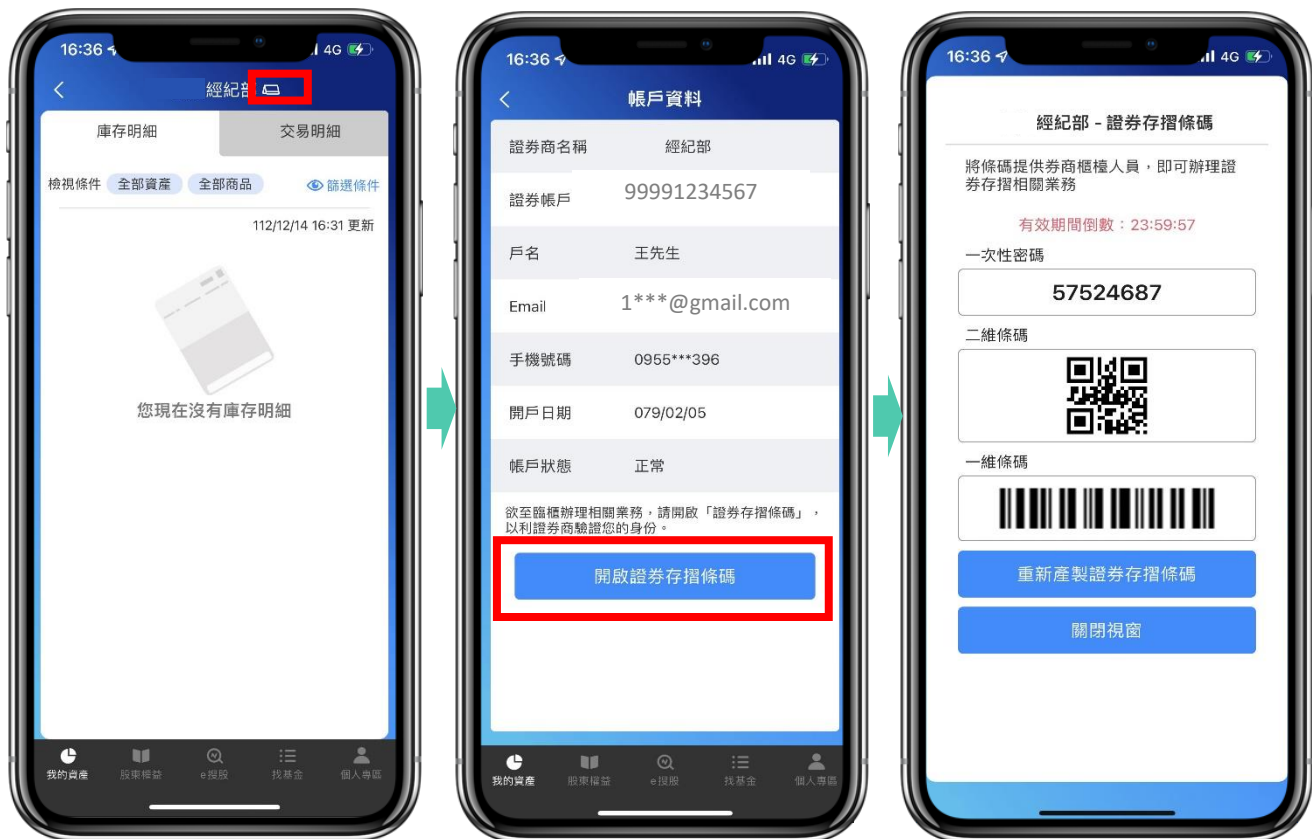 16:36
4G
經紀部
庫存明細
交易明細
檢視條件
全部資產
全部商品
篩選條件
112/12/14 16:31 更新
您現在沒有庫存明細
我的資產
股東權益
e投股
找基金
個人專區
16:36
4G
帳戶資料
證券商名稱
經紀部
證券帳戶
99991234567
戶名
王先生
Email
1***@gmail.com
手機號碼
0955***396
開戶日期
079/02/05
帳戶狀態
正常
欲至臨櫃辦理相關業務,請開啟「證券存摺條碼」,
以利證券商驗證您的身份。
開啟證券存摺條碼
我的資產
股東權益
e投股
找基金
個人專區
16:36
4G
經紀部 - 證券存摺條碼
將條碼提供券商櫃檯人員,即可辦理證
券存摺相關業務
有效期間倒數:23:59:57
一次性密碼
57524687
二維條碼
一維條碼
重新產製證券存摺條碼
關閉視窗